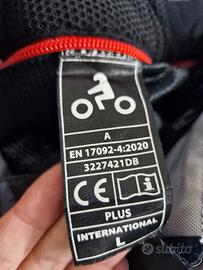 A
EN 17092-4:2020
3227421DB
CE i
PLUS
INTERNATIONAL
L
subito